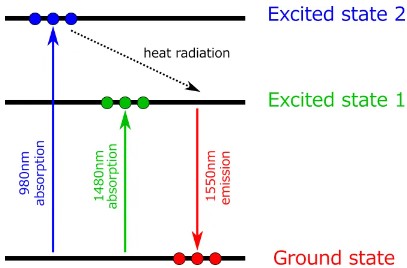 Excited state 2
heat radiation
Excited state 1
980nm
absorption
1480nm
absorption
1550nm
emission
Ground state